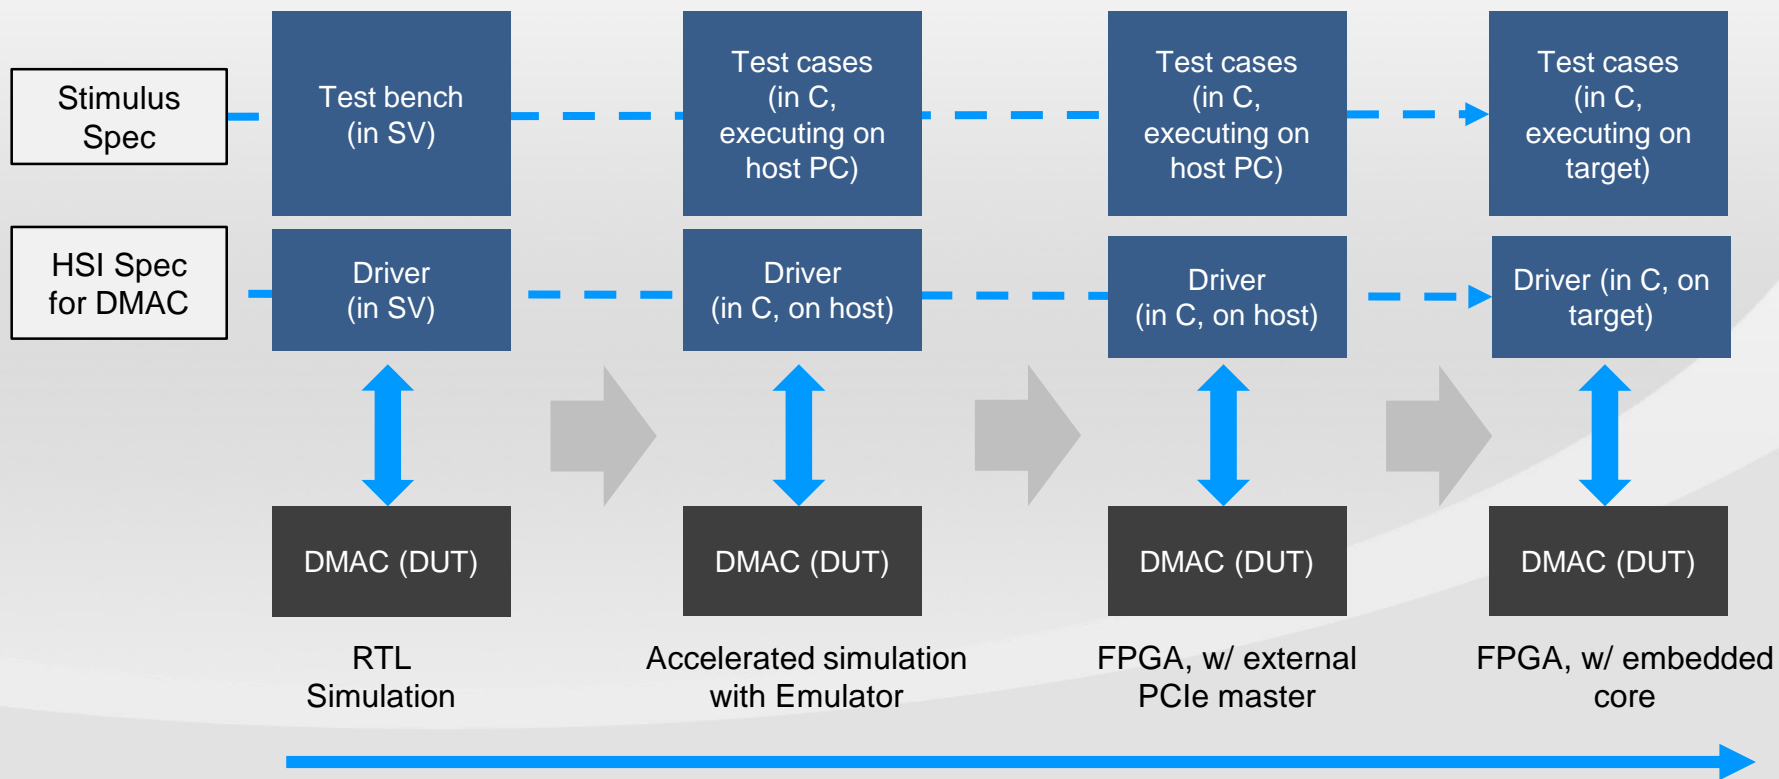 Stimulus
Spec
Test bench
(in SV)
Test cases
(in C,
executing on
host PC)
Test cases
(in C,
executing on
host PC)
Test cases
(in C,
executing on
target)
HSI Spec
for DMAC
Driver
(in SV)
Driver
(in C, on host)
Driver
(in C, on host)
Driver (in C, on
target)
DMAC (DUT)
DMAC (DUT)
DMAC (DUT)
DMAC (DUT)
RTL
Simulation
Accelerated simulation
with Emulator
FPGA, w/ external
PCIe master
FPGA, w/ embedded
core